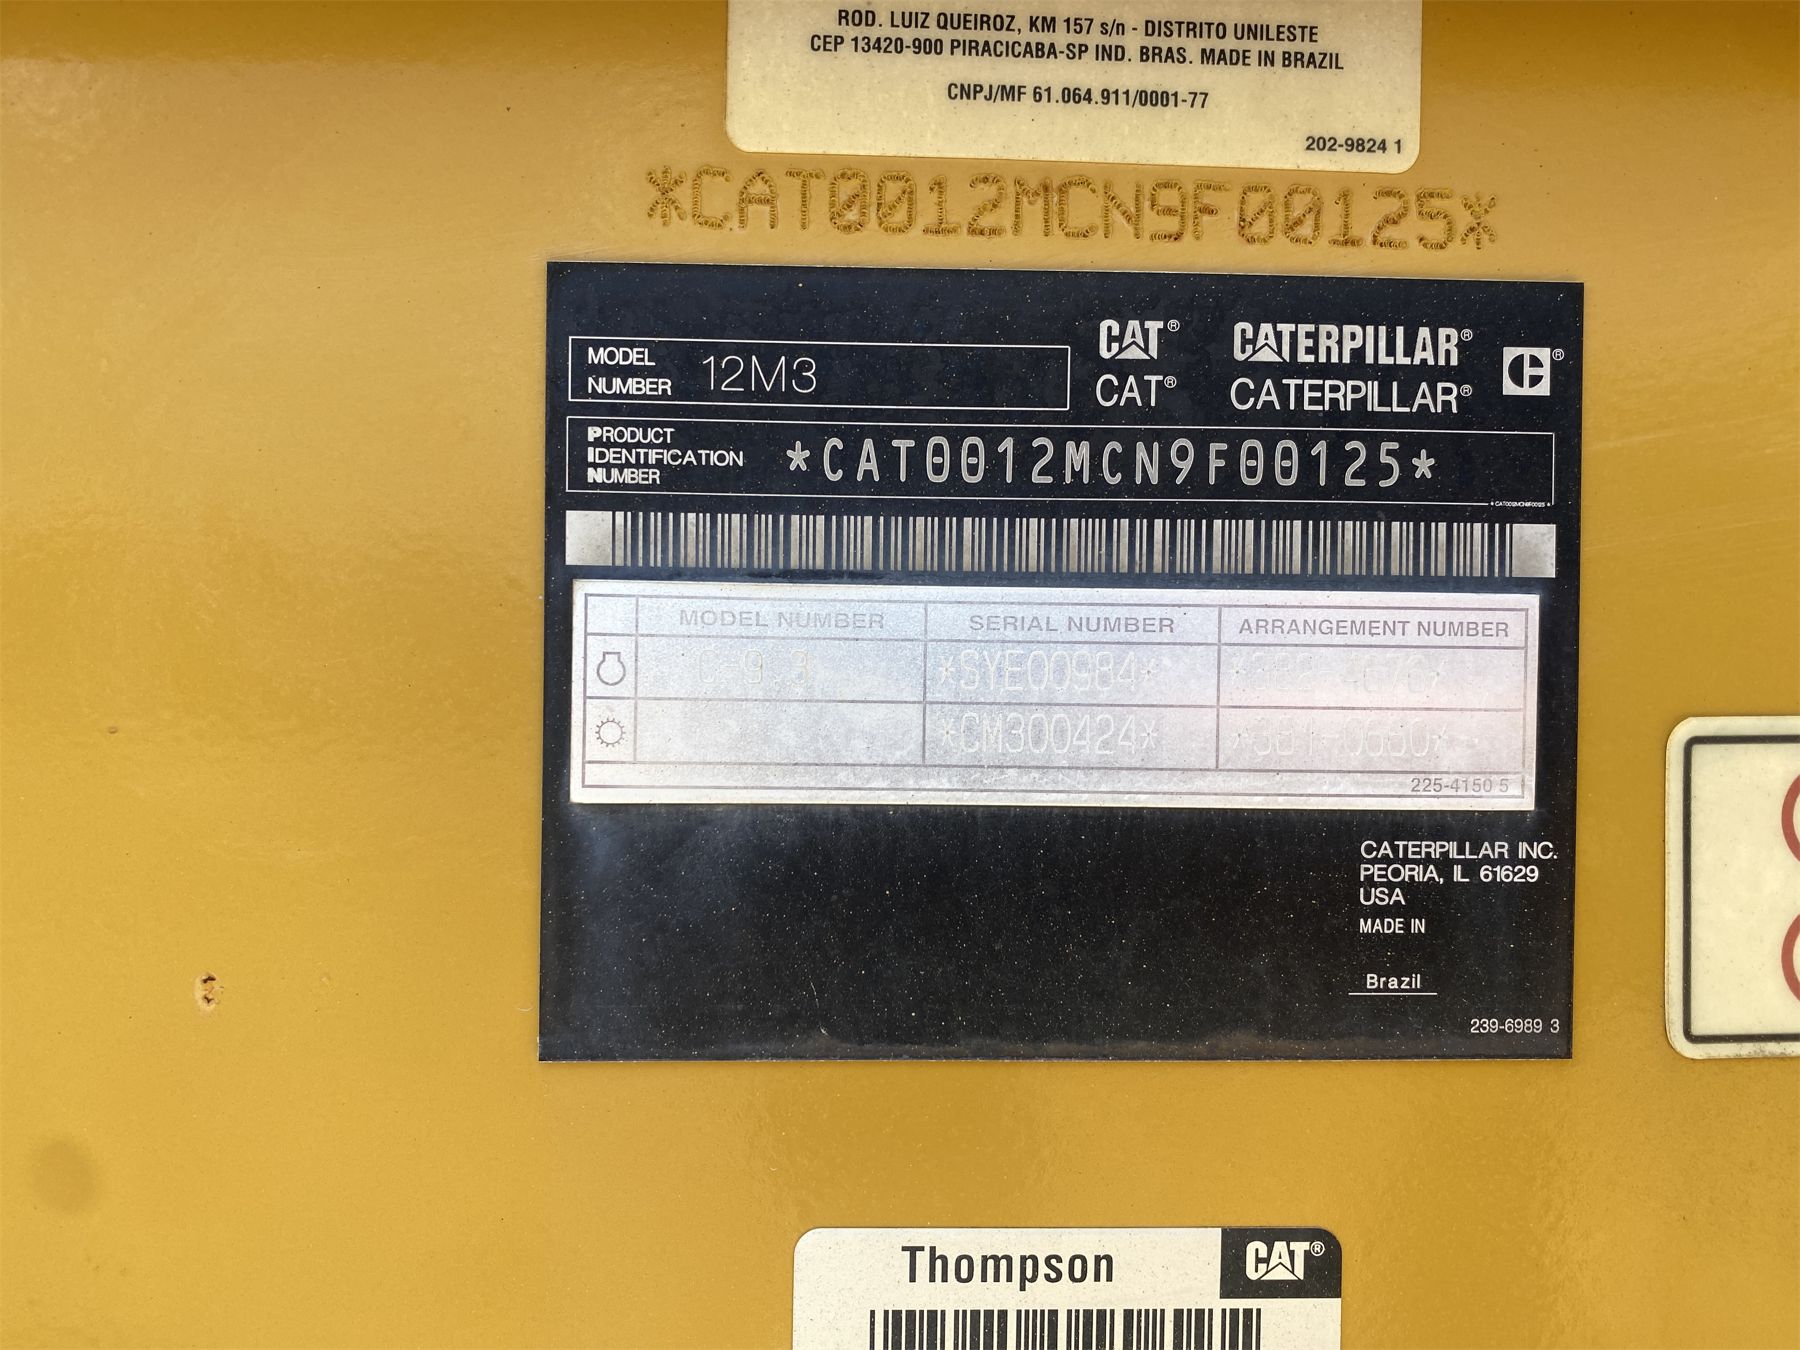 ROD. LUIZ QUEIROZ, KM 157 s/n - DISTRITO UNILESTE
CEP 13420-900 PIRACICABA-SP IND. BRAS. MADE IN BRAZIL
CNPJ/MF 61.064.911/0001-77
202-9824 1
*CAT0012MCN9F00125*
CAT® CATERPILLAR® ®
CAT® CATERPILLAR®
MODEL
NUMBER 12M3
PRODUCT
IDENTIFICATION
NUMBER
*CAT0012MCN9F00125*
*CAT0012MCN9F00125*
MODEL NUMBER SERIAL NUMBER ARRANGEMENT NUMBER
C-9.3 *SYE00984*
*CM300424*
225-4150 5
CATERPILLAR INC.
PEORIA, IL 61629
USA
MADE IN
Brazil
239-6989 3
Thompson CAT®